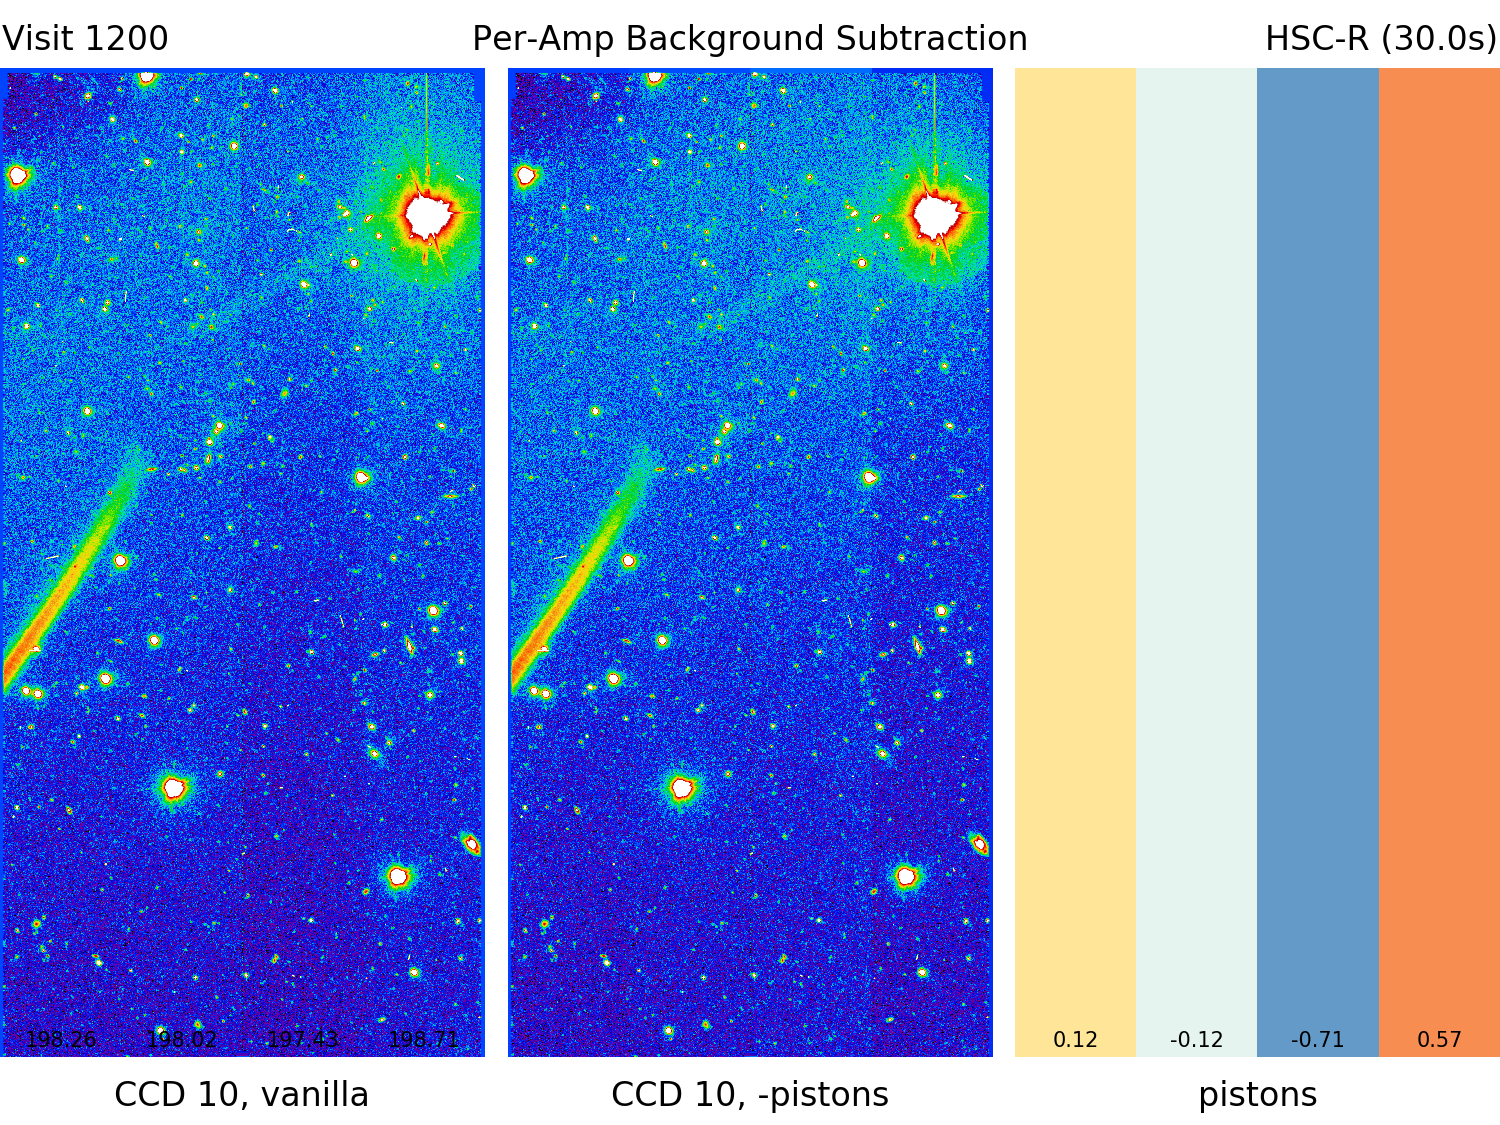 Visit 1200 Per-Amp Background Subtraction HSC-R (30.0s)
198.26 198.02 197.43 198.71 0.12 -0.12 -0.71 0.57
CCD 10, vanilla CCD 10, -pistons pistons